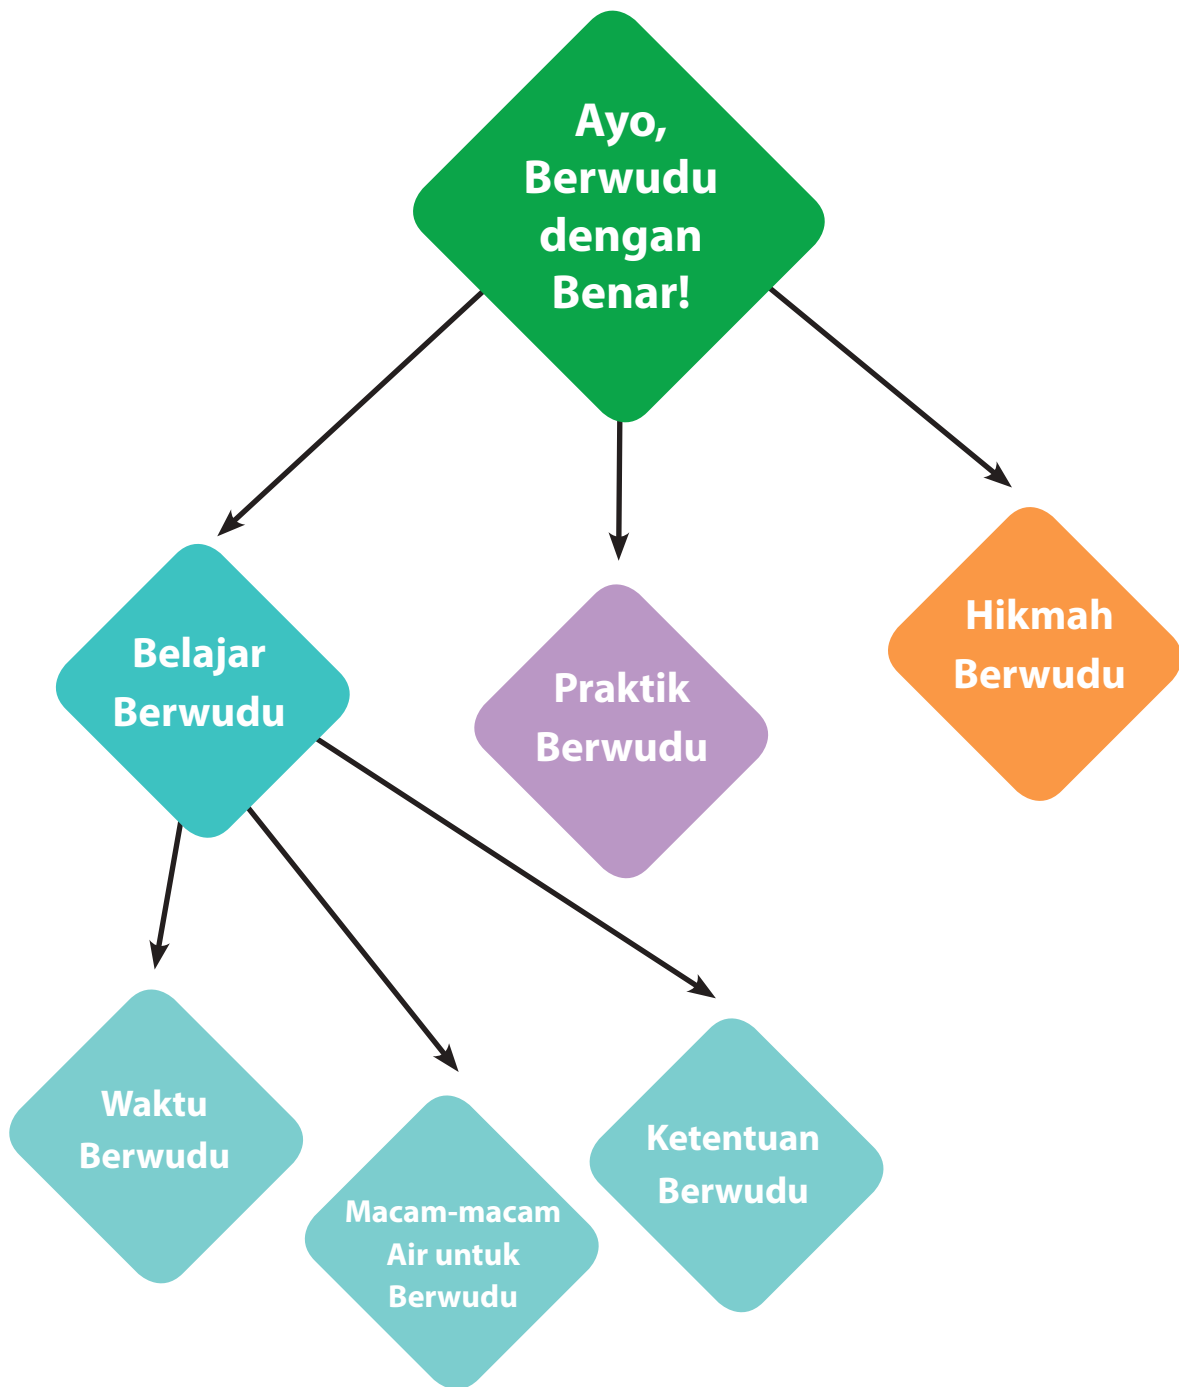 Ayo,
Berwudu
dengan
Benar!
Belajar
Berwudu
Praktik
Berwudu
Hikmah
Berwudu
Waktu
Berwudu
Macam-macam
Air untuk
Berwudu
Ketentuan
Berwudu